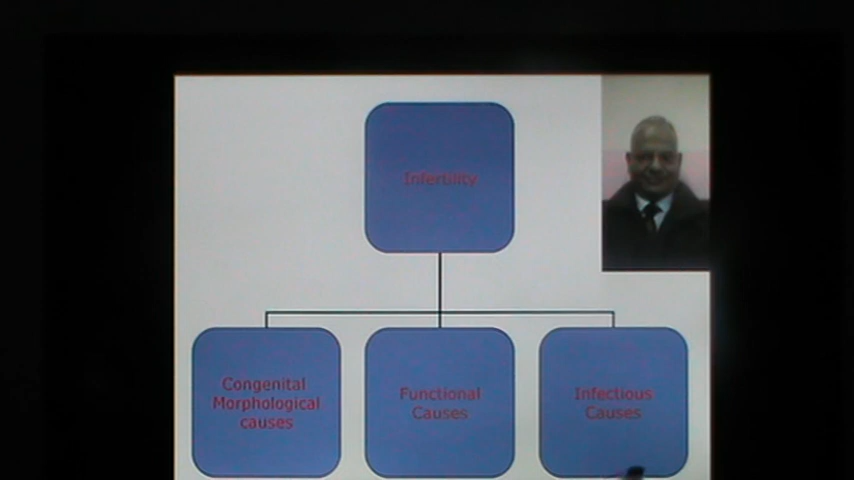 Infertility
Congenital
Morphological
causes
Functional
Causes
Infectious
Causes